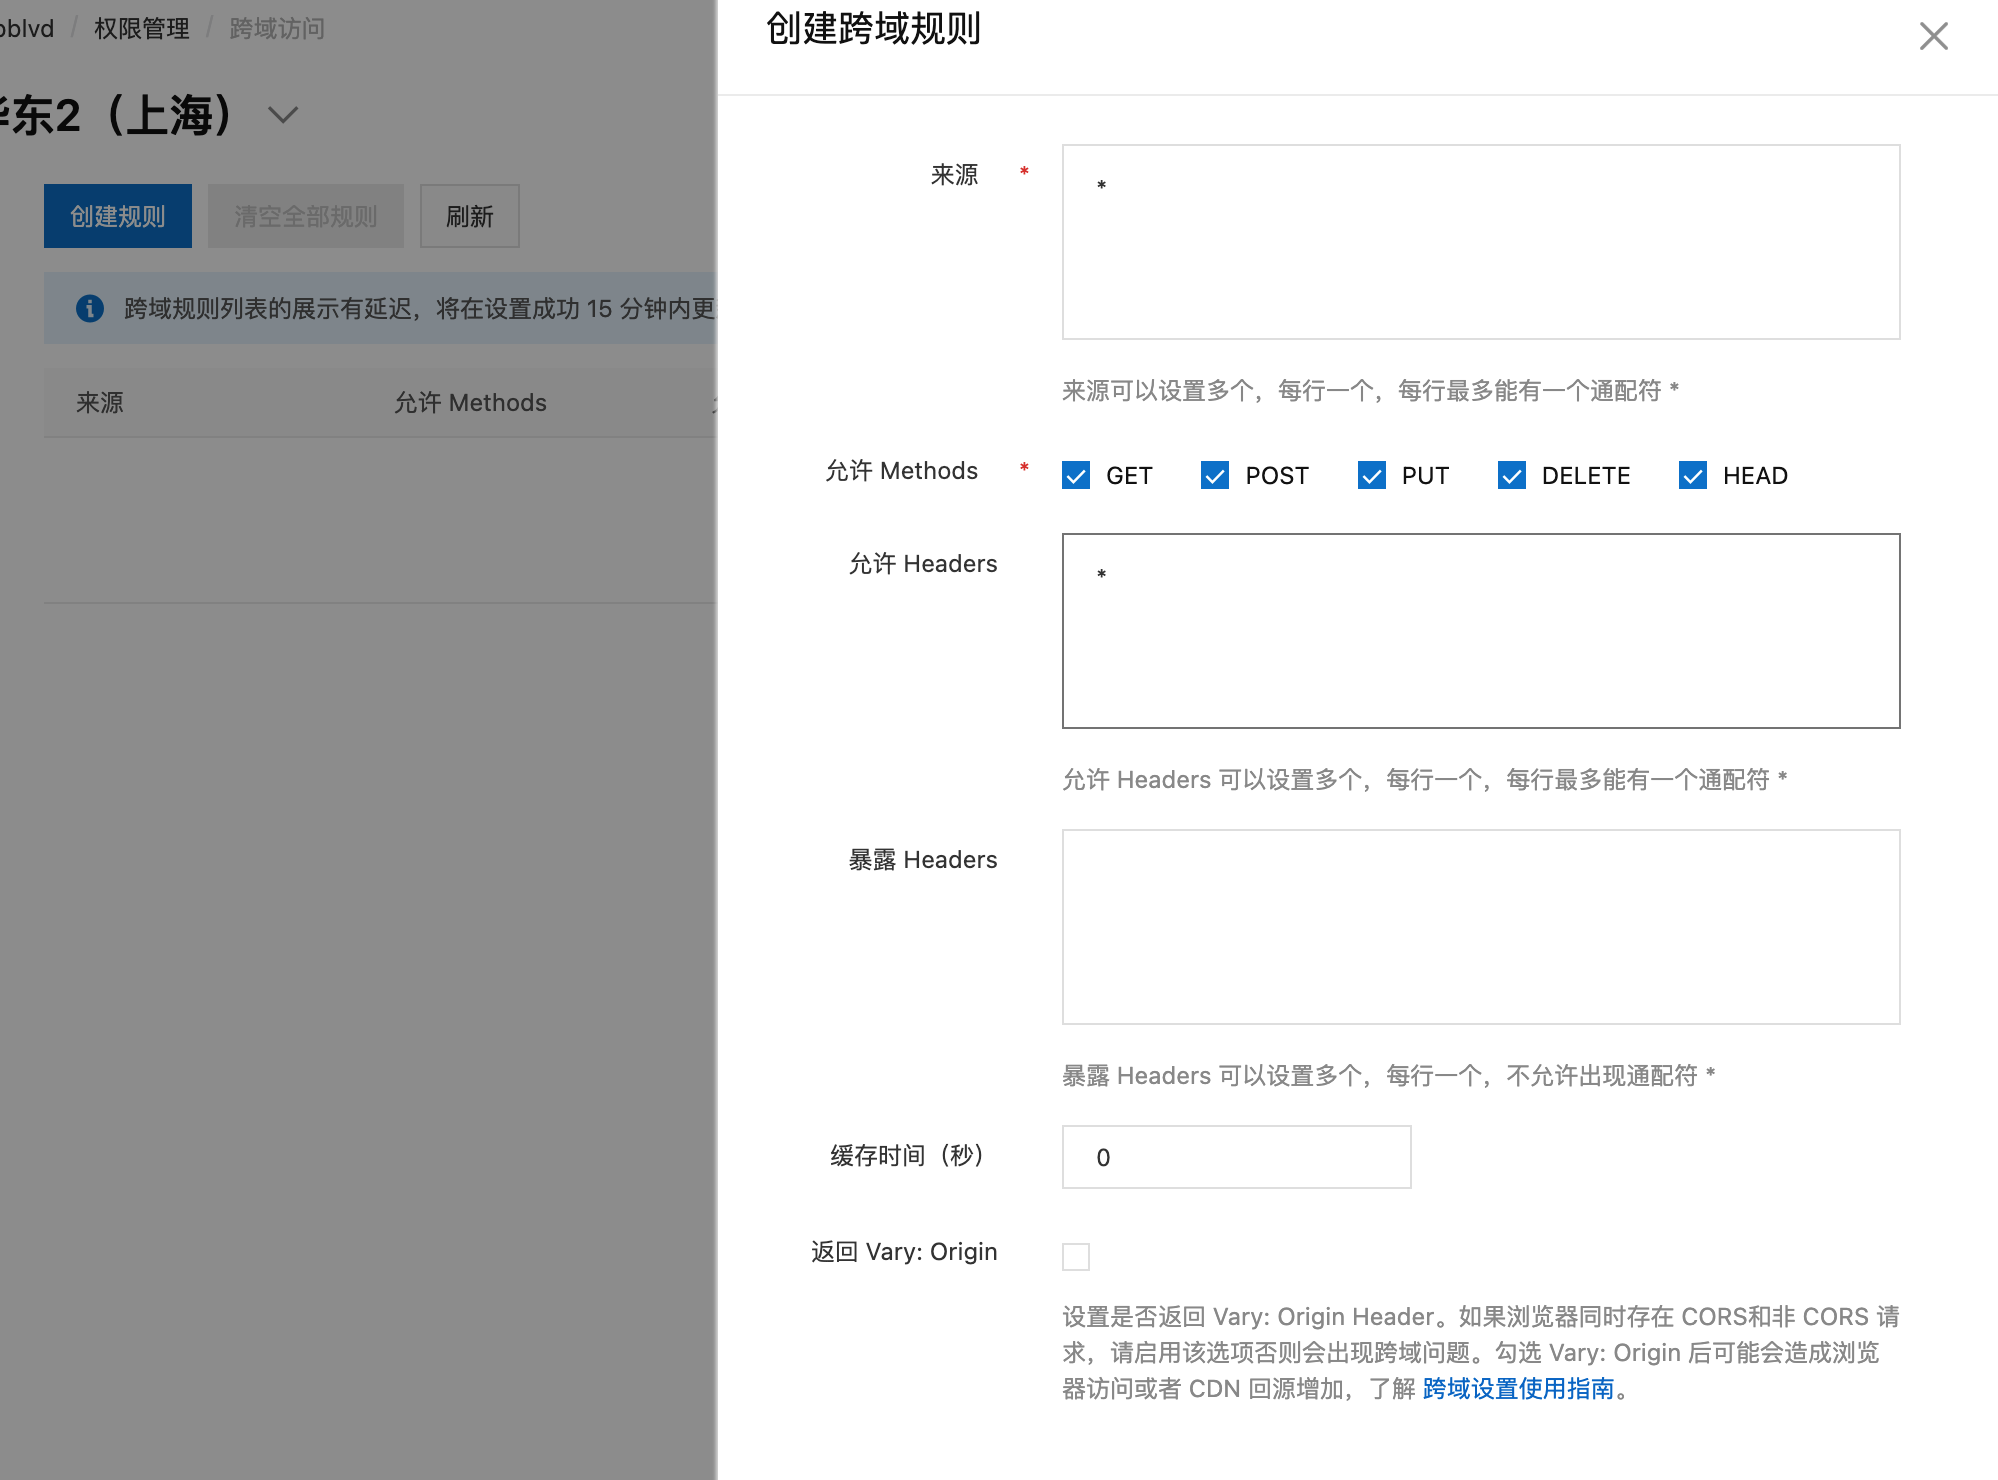 权限管理 / 跨域访问
东2（上海）
创建规则 清空全部规则 刷新
跨域规则列表的展示有延迟，将在设置成功 15 分钟内更
来源 允许 Methods
创建跨域规则
来源 *
*
来源可以设置多个，每行一个，每行最多能有一个通配符 *
允许 Methods * GET POST PUT DELETE HEAD
允许 Headers
*
允许 Headers 可以设置多个，每行一个，每行最多能有一个通配符 *
暴露 Headers
暴露 Headers 可以设置多个，每行一个，不允许出现通配符 *
缓存时间（秒） 0
返回 Vary: Origin
设置是否返回 Vary: Origin Header。如果浏览器同时存在 CORS和非 CORS 请
求，请启用该选项否则会出现跨域问题。勾选 Vary: Origin 后可能会造成浏览
器访问或者 CDN 回源增加，了解 跨域设置使用指南。